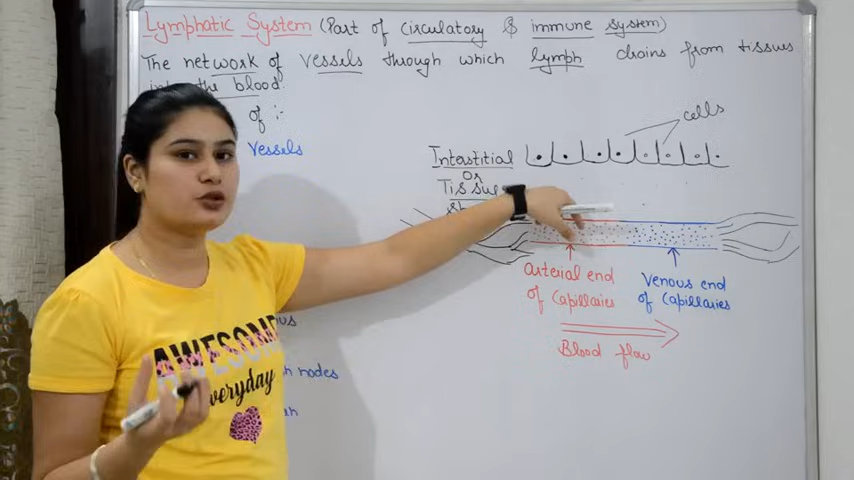 Lymphatic System (Part of circulatory & immune system)
The network of vessels through which lymph drains from tissues
into the blood.
of :-
Vessels
cells
Interstitial
or
Tissue
Arterial end
of Capillaries
Venous end
of Capillaries
Blood flow
nodes
AWESOME
everyday